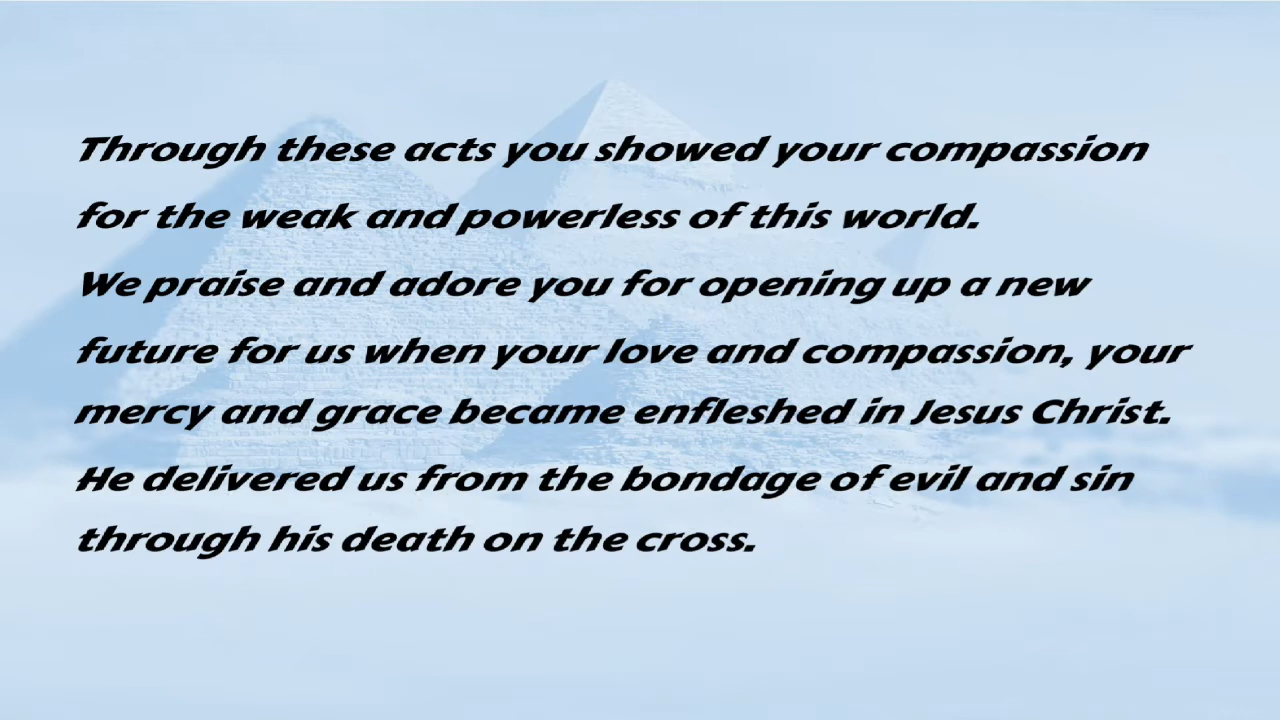 Through these acts you showed your compassion
for the weak and powerless of this world.
We praise and adore you for opening up a new
future for us when your love and compassion, your
mercy and grace became enfleshed in Jesus Christ.
He delivered us from the bondage of evil and sin
through his death on the cross.